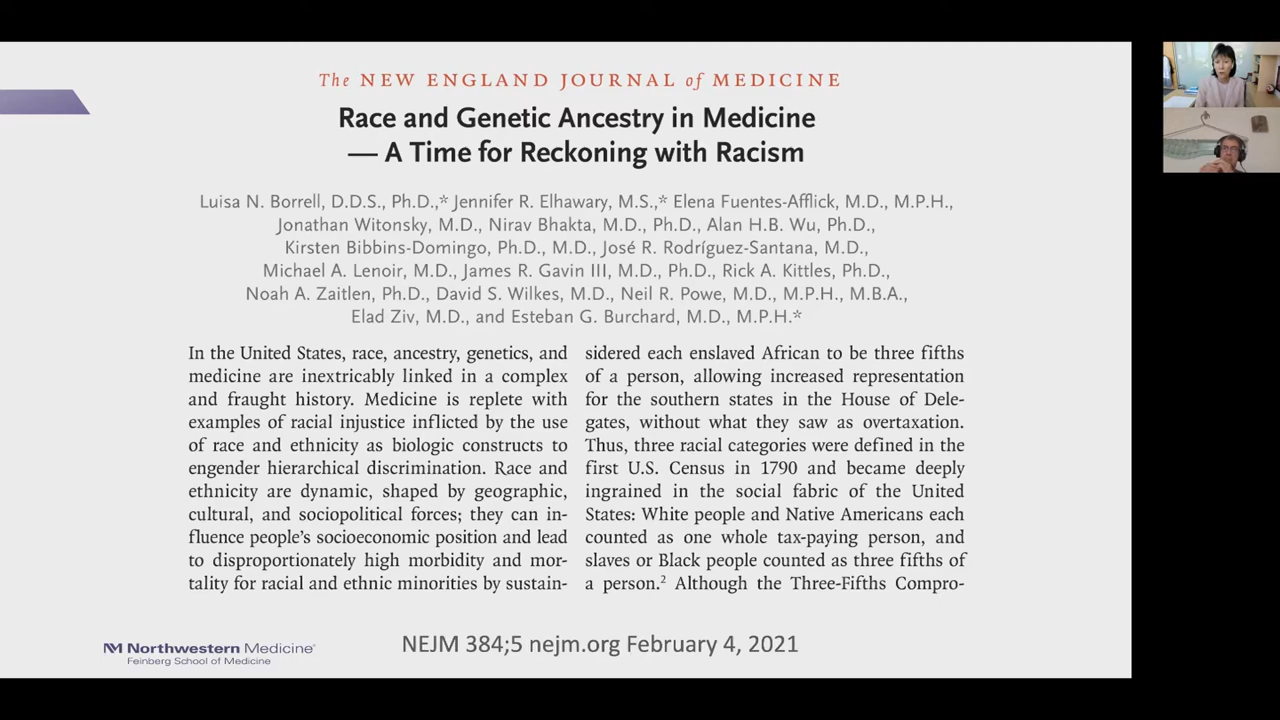 The NEW ENGLAND JOURNAL of MEDICINE
Race and Genetic Ancestry in Medicine
— A Time for Reckoning with Racism
Luisa N. Borrell, D.D.S., Ph.D.,* Jennifer R. Elhawary, M.S.,* Elena Fuentes-Afflick, M.D., M.P.H.,
Jonathan Witonsky, M.D., Nirav Bhakta, M.D., Ph.D., Alan H.B. Wu, Ph.D.,
Kirsten Bibbins-Domingo, Ph.D., M.D., José R. Rodríguez-Santana, M.D.,
Michael A. Lenoir, M.D., James R. Gavin III, M.D., Ph.D., Rick A. Kittles, Ph.D.,
Noah A. Zaitlen, Ph.D., David S. Wilkes, M.D., Neil R. Powe, M.D., M.P.H., M.B.A.,
Elad Ziv, M.D., and Esteban G. Burchard, M.D., M.P.H.*
In the United States, race, ancestry, genetics, and
medicine are inextricably linked in a complex
and fraught history. Medicine is replete with
examples of racial injustice inflicted by the use
of race and ethnicity as biologic constructs to
engender hierarchical discrimination. Race and
ethnicity are dynamic, shaped by geographic,
cultural, and sociopolitical forces; they can in-
fluence people's socioeconomic position and lead
to disproportionately high morbidity and mor-
tality for racial and ethnic minorities by sustain-
sidered each enslaved African to be three fifths
of a person, allowing increased representation
for the southern states in the House of Dele-
gates, without what they saw as overtaxation.
Thus, three racial categories were defined in the
first U.S. Census in 1790 and became deeply
ingrained in the social fabric of the United
States: White people and Native Americans each
counted as one whole tax-paying person, and
slaves or Black people counted as three fifths of
a person.² Although the Three-Fifths Compro-
Northwestern Medicine®
Feinberg School of Medicine
NEJM 384;5 nejm.org February 4, 2021